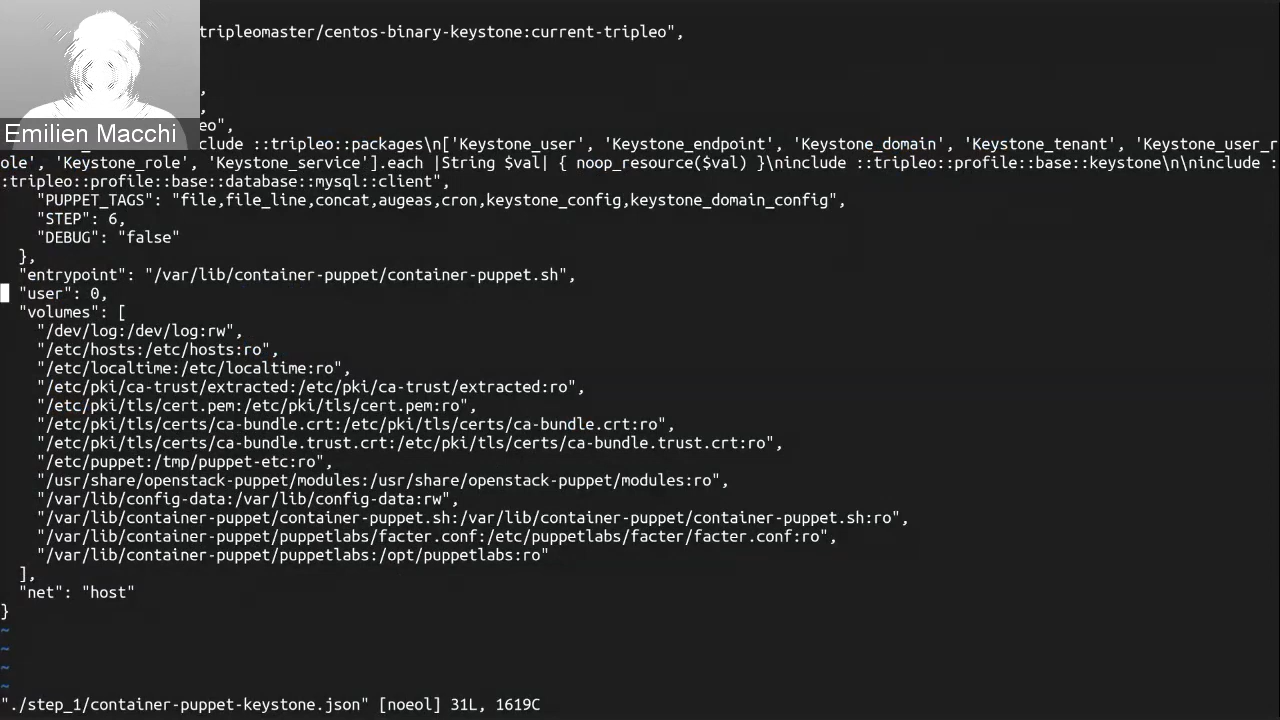 tripleomaster/centos-binary-keystone:current-tripleo",
,
,
Emilien Macchi
eo",
clude ::tripleo::packages\n['Keystone_user', 'Keystone_endpoint', 'Keystone_domain', 'Keystone_tenant', 'Keystone_user_r
ole', 'Keystone_role', 'Keystone_service'].each |String $val| { noop_resource($val) }\ninclude ::tripleo::profile::base::keystone\n\ninclude :
:tripleo::profile::base::database::mysql::client",
"PUPPET_TAGS": "file,file_line,concat,augeas,cron,keystone_config,keystone_domain_config",
"STEP": 6,
"DEBUG": "false"
},
"entrypoint": "/var/lib/container-puppet/container-puppet.sh",
"user": 0,
"volumes": [
"/dev/log:/dev/log:rw",
"/etc/hosts:/etc/hosts:ro",
"/etc/localtime:/etc/localtime:ro",
"/etc/pki/ca-trust/extracted:/etc/pki/ca-trust/extracted:ro",
"/etc/pki/tls/cert.pem:/etc/pki/tls/cert.pem:ro",
"/etc/pki/tls/certs/ca-bundle.crt:/etc/pki/tls/certs/ca-bundle.crt:ro",
"/etc/pki/tls/certs/ca-bundle.trust.crt:/etc/pki/tls/certs/ca-bundle.trust.crt:ro",
"/etc/puppet:/tmp/puppet-etc:ro",
"/usr/share/openstack-puppet/modules:/usr/share/openstack-puppet/modules:ro",
"/var/lib/config-data:/var/lib/config-data:rw",
"/var/lib/container-puppet/container-puppet.sh:/var/lib/container-puppet/container-puppet.sh:ro",
"/var/lib/container-puppet/puppetlabs/facter.conf:/etc/puppetlabs/facter/facter.conf:ro",
"/var/lib/container-puppet/puppetlabs:/opt/puppetlabs:ro"
],
"net": "host"
}
~
~
~
~
"./step_1/container-puppet-keystone.json" [noeol] 31L, 1619C